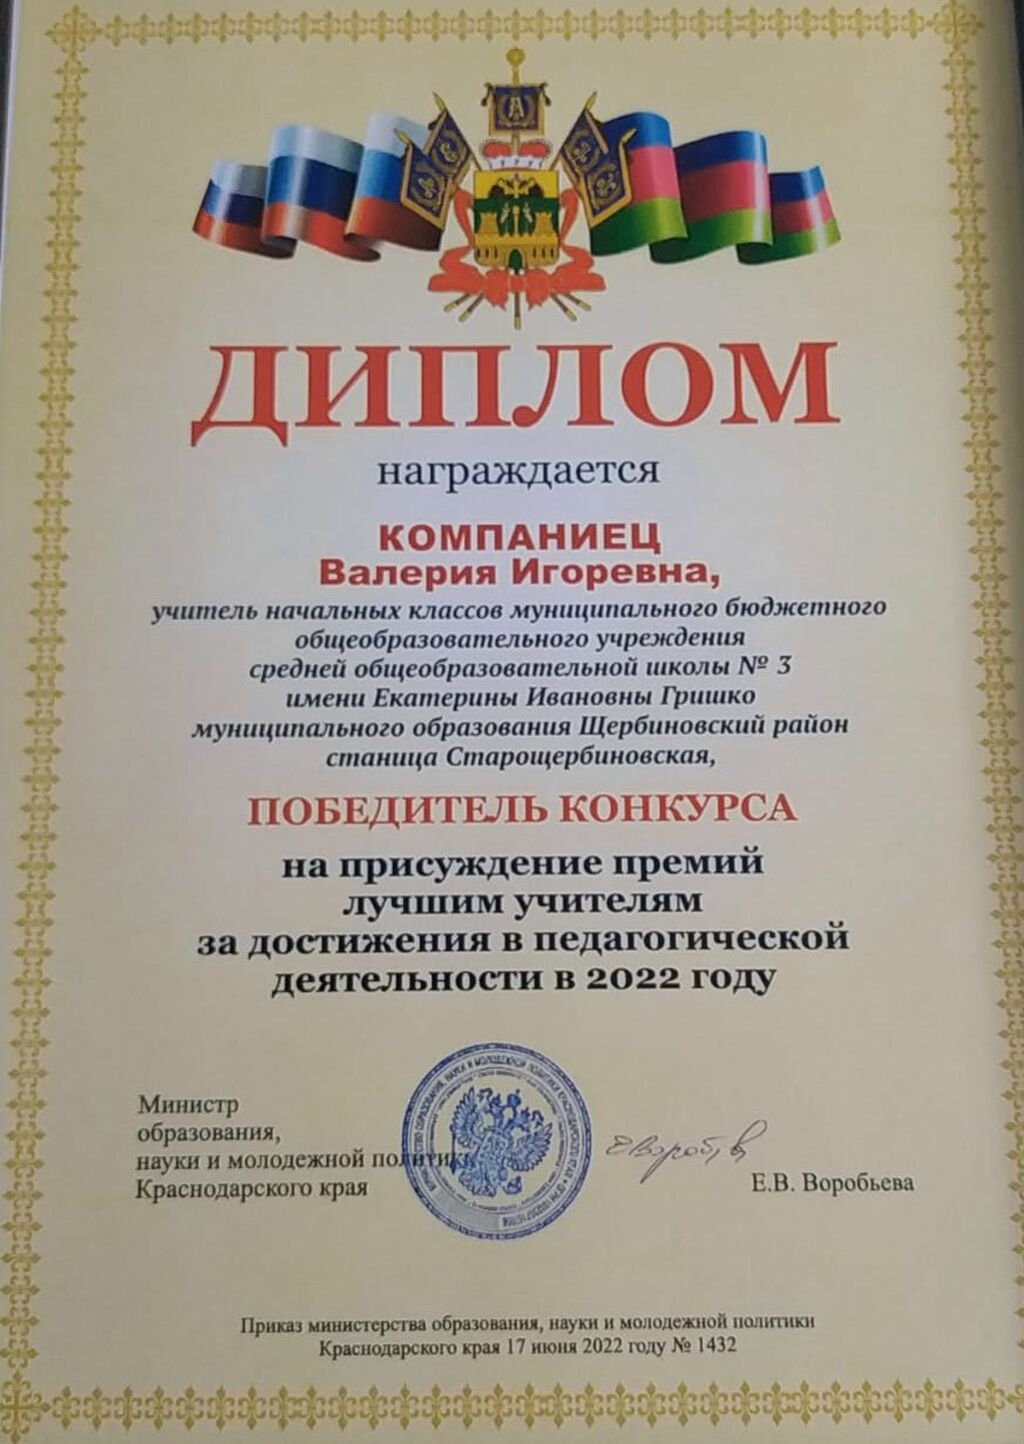 ДИПЛОМ
награждается
КОМПАНИЕЦ
Валерия Игоревна,
учитель начальных классов муниципального бюджетного
общеобразовательного учреждения
средней общеобразовательной школы № 3
имени Екатерины Ивановны Гришко
муниципального образования Щербиновский район
станица Старощербиновская,
ПОБЕДИТЕЛЬ КОНКУРСА
на присуждение премий
лучшим учителям
за достижения в педагогической
деятельности в 2022 году
Министр
образования,
науки и молодежной политики
Краснодарского края
Е.В. Воробьева
Приказ министерства образования, науки и молодежной политики
Краснодарского края 17 июня 2022 году № 1432